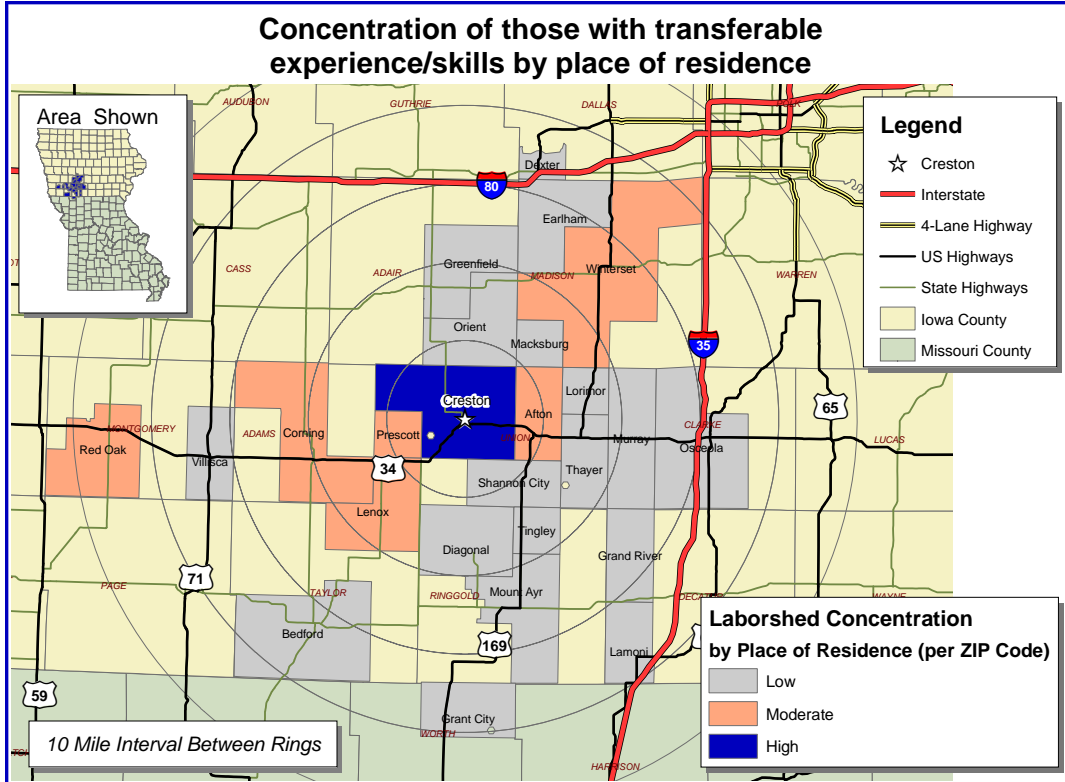 Concentration of those with transferable
experience/skills by place of residence
Area Shown
Legend
Creston
Interstate
4-Lane Highway
US Highways
State Highways
Iowa County
Missouri County
AUDUBON
GUTHRIE
DALLAS
POLK
Dexter
80
Earlham
CASS
ADAIR
Greenfield
MADISON
Winterset
WARREN
Orient
Macksburg
35
Creston
Lorimor
65
Red Oak
MONTGOMERY
Villisca
ADAMS
Corning
Prescott
Afton
UNION
Murray
CLARKE
Osceola
LUCAS
34
Shannon City
Thayer
Lenox
Tingley
Diagonal
Grand River
71
PAGE
TAYLOR
RINGGOLD
Mount Ayr
WAYNE
Bedford
169
Lamoni
59
Grant City
WORTH
HARRISON
10 Mile Interval Between Rings
Laborshed Concentration
by Place of Residence (per ZIP Code)
Low
Moderate
High